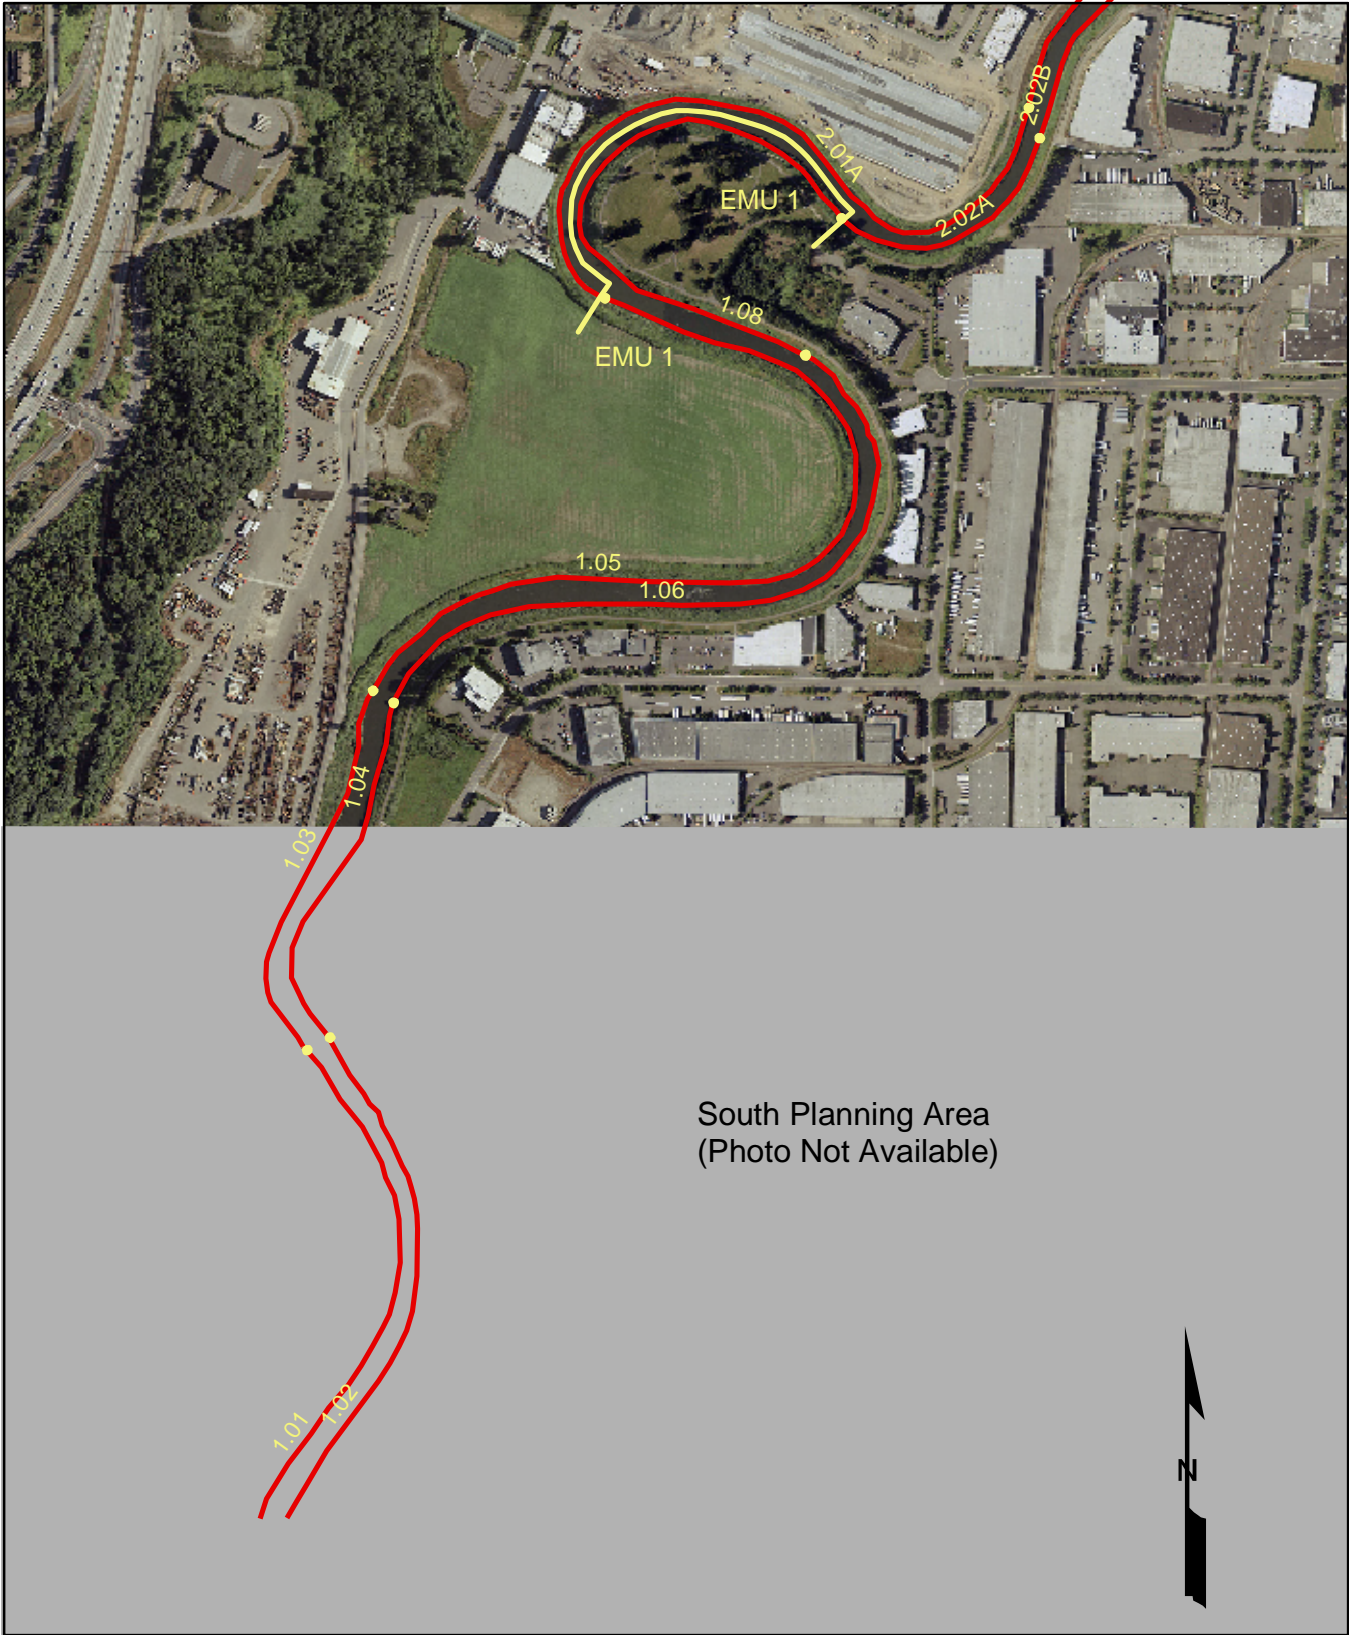 2.02B
2.01A
EMU 1
2.02A
1.08
EMU 1
1.05
1.06
1.04
1.03
South Planning Area
(Photo Not Available)
1.02
1.01
N